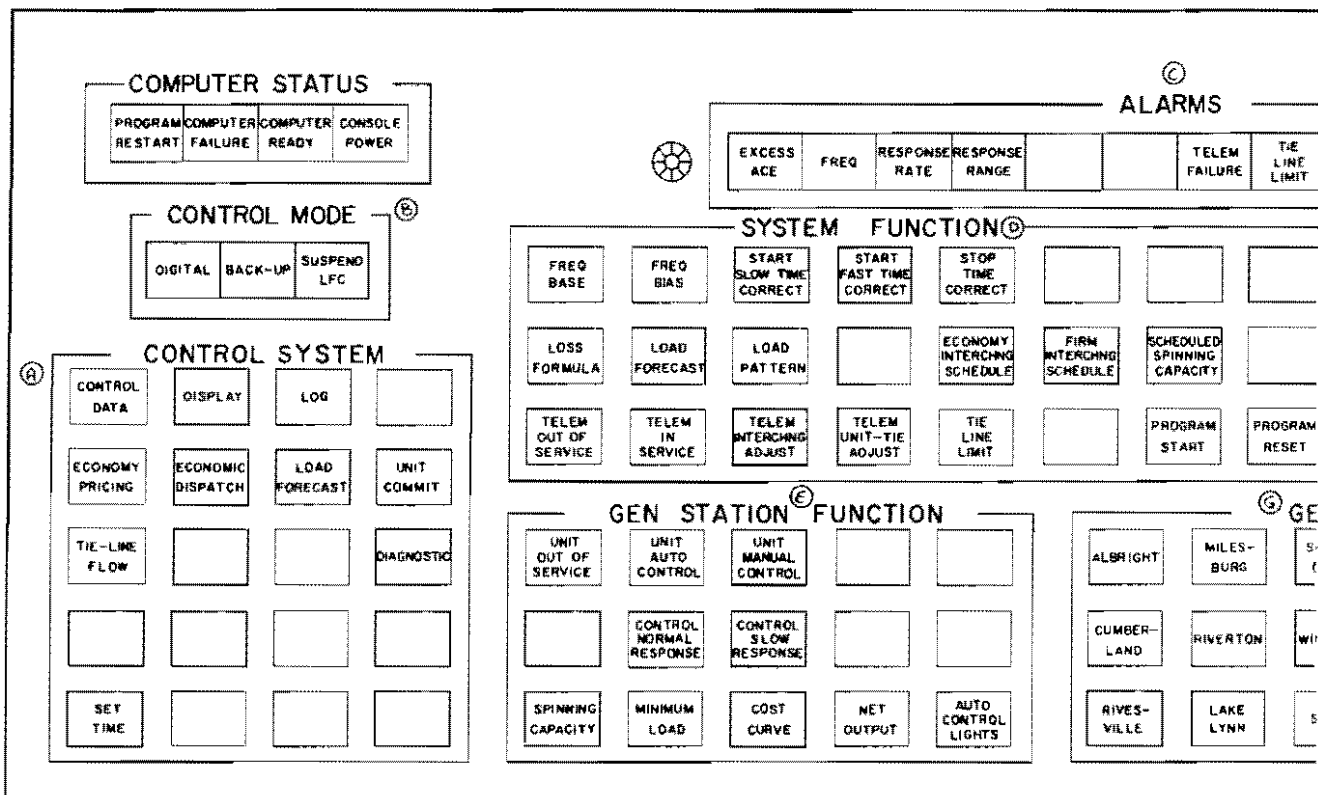 COMPUTER STATUS
PROGRAM RESTART
COMPUTER FAILURE
COMPUTER READY
CONSOLE POWER
CONTROL MODE
B
DIGITAL
BACK-UP
SUSPEND LFC
A
CONTROL SYSTEM
CONTROL DATA
DISPLAY
LOG
ECONOMY PRICING
ECONOMIC DISPATCH
LOAD FORECAST
UNIT COMMIT
TIE-LINE FLOW
DIAGNOSTIC
SET TIME
C
ALARMS
EXCESS ACE
FREQ
RESPONSE RATE
RESPONSE RANGE
TELEM FAILURE
TIE LINE LIMIT
SYSTEM FUNCTION
D
FREQ BASE
FREQ BIAS
START SLOW TIME CORRECT
START FAST TIME CORRECT
STOP TIME CORRECT
LOSS FORMULA
LOAD FORECAST
LOAD PATTERN
ECONOMY INTERCHNG SCHEDULE
FIRM INTERCHNG SCHEDULE
SCHEDULED SPINNING CAPACITY
TELEM OUT OF SERVICE
TELEM IN SERVICE
TELEM INTERCHNG ADJUST
TELEM UNIT-TIE ADJUST
TIE LINE LIMIT
PROGRAM START
PROGRAM RESET
E
GEN STATION FUNCTION
UNIT OUT OF SERVICE
UNIT AUTO CONTROL
UNIT MANUAL CONTROL
CONTROL NORMAL RESPONSE
CONTROL SLOW RESPONSE
SPINNING CAPACITY
MINIMUM LOAD
COST CURVE
NET OUTPUT
AUTO CONTROL LIGHTS
G
GE
ALBRIGHT
MILES-BURG
CUMBER-LAND
RIVERTON
RIVES-VILLE
LAKE LYNN